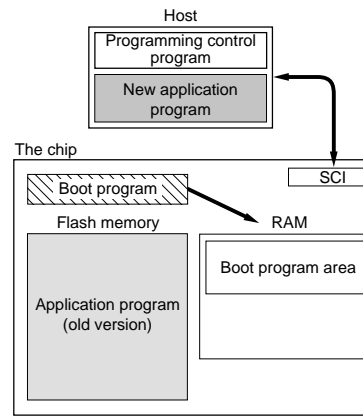 Host
Programming control
program
New application
program
The chip
SCI
Boot program
Flash memory
RAM
Boot program area
Application program
(old version)